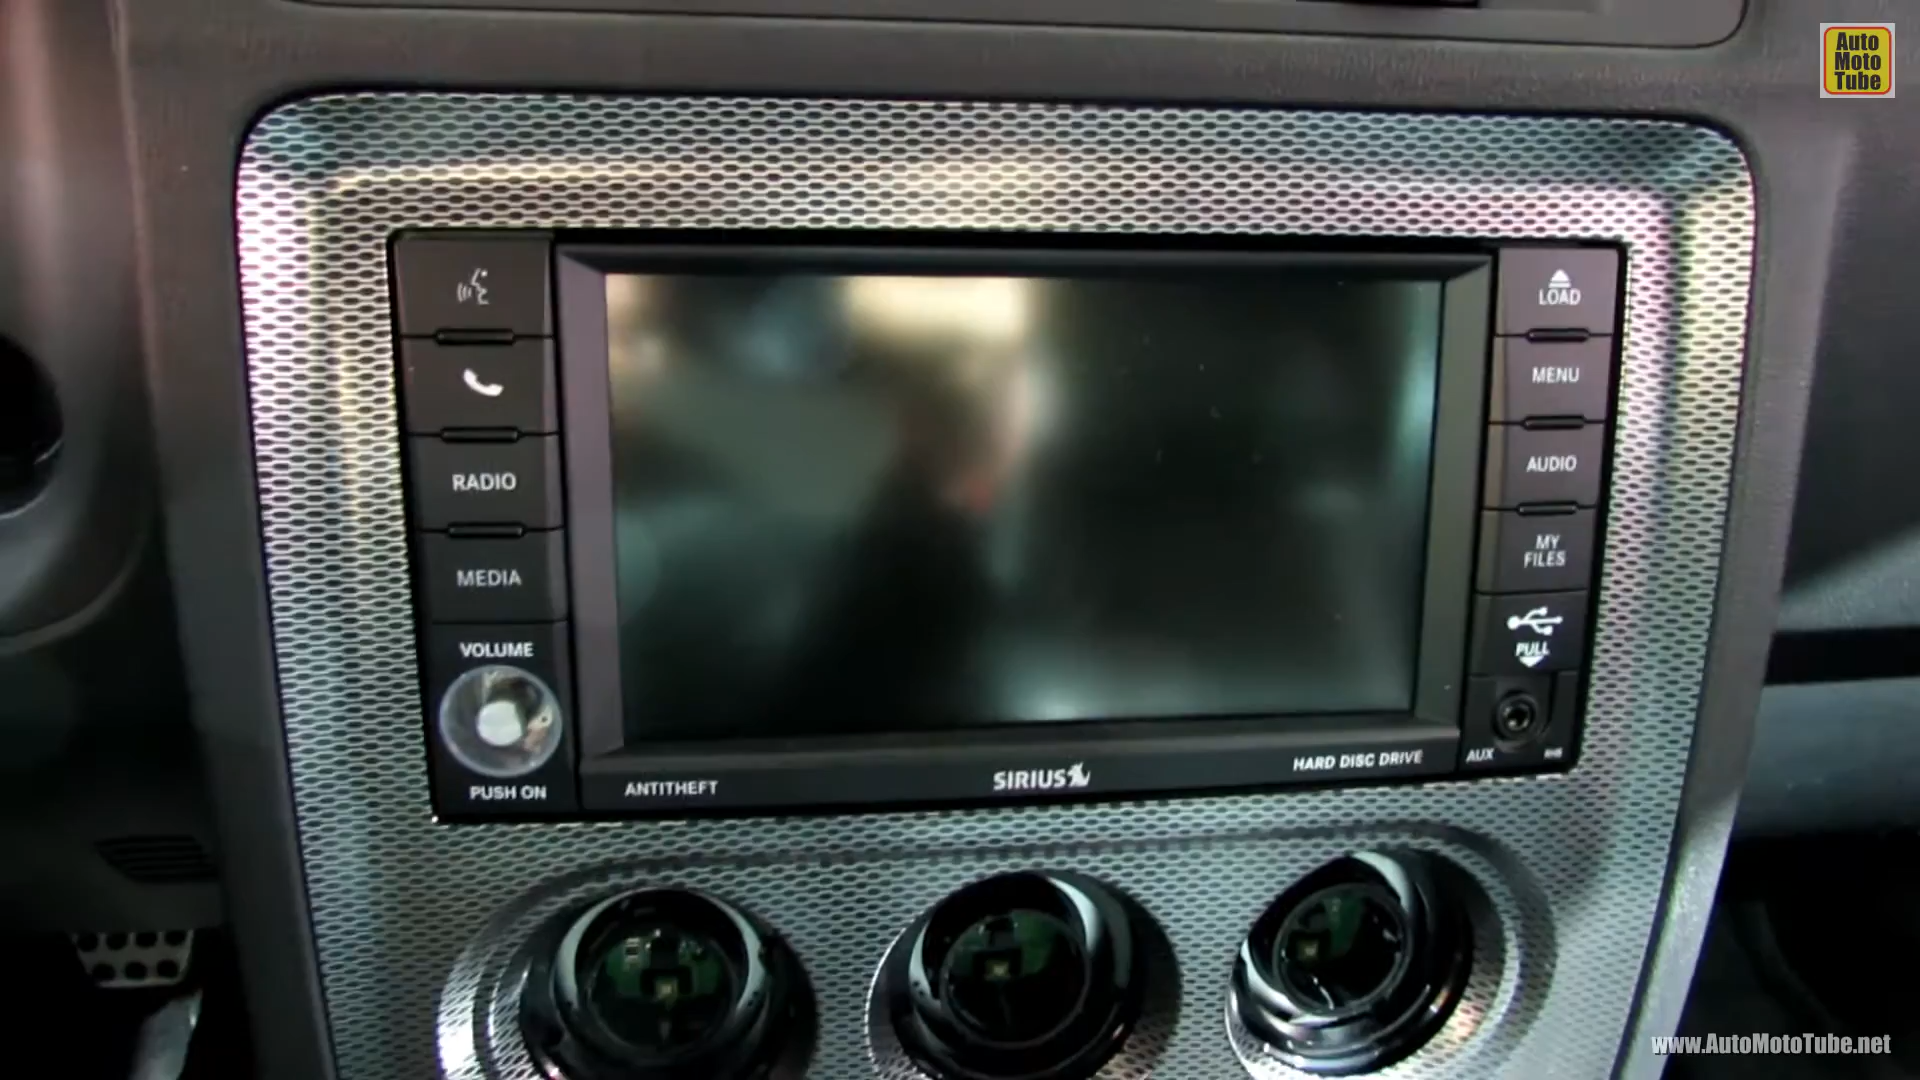 Auto
Moto
Tube
LOAD
MENU
AUDIO
RADIO
MY
FILES
MEDIA
VOLUME
PULL
PUSH ON
ANTITHEFT
SIRIUS
HARD DISC DRIVE
AUX
www.AutoMotoTube.net